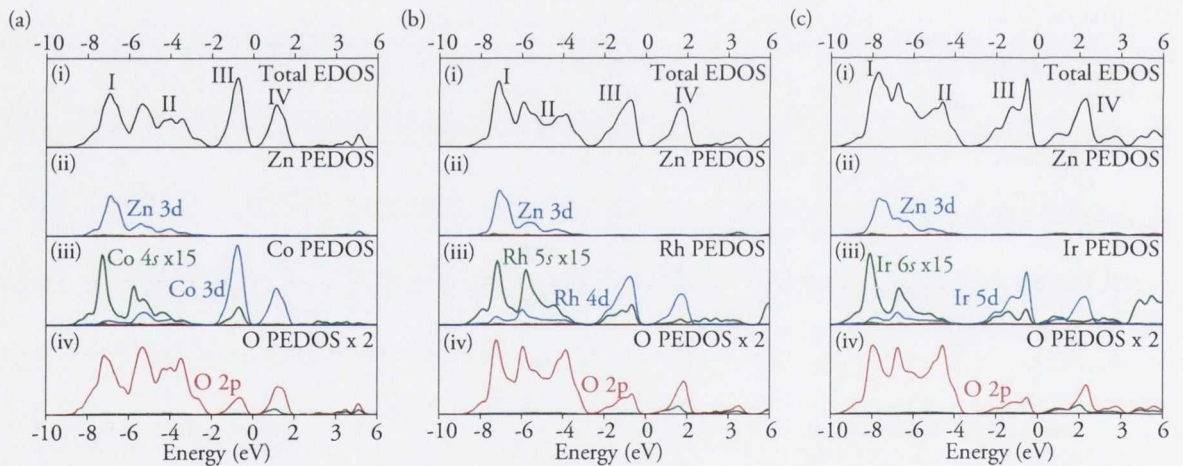 (a)
-10 -8 -6 -4 -2 0 2 4 6
(i) Total EDOS
I II III IV
(ii) Zn PEDOS
Zn 3d
(iii) Co PEDOS
Co 4s x15
Co 3d
(iv) O PEDOS x 2
O 2p
-10 -8 -6 -4 -2 0 2 4 6
Energy (eV)
(b)
-10 -8 -6 -4 -2 0 2 4 6
(i) Total EDOS
I II III IV
(ii) Zn PEDOS
Zn 3d
(iii) Rh PEDOS
Rh 5s x15
Rh 4d
(iv) O PEDOS x 2
O 2p
-10 -8 -6 -4 -2 0 2 4 6
Energy (eV)
(c)
-10 -8 -6 -4 -2 0 2 4 6
(i) Total EDOS
I II III IV
(ii) Zn PEDOS
Zn 3d
(iii) Ir PEDOS
Ir 6s x15
Ir 5d
(iv) O PEDOS x 2
O 2p
-10 -8 -6 -4 -2 0 2 4 6
Energy (eV)